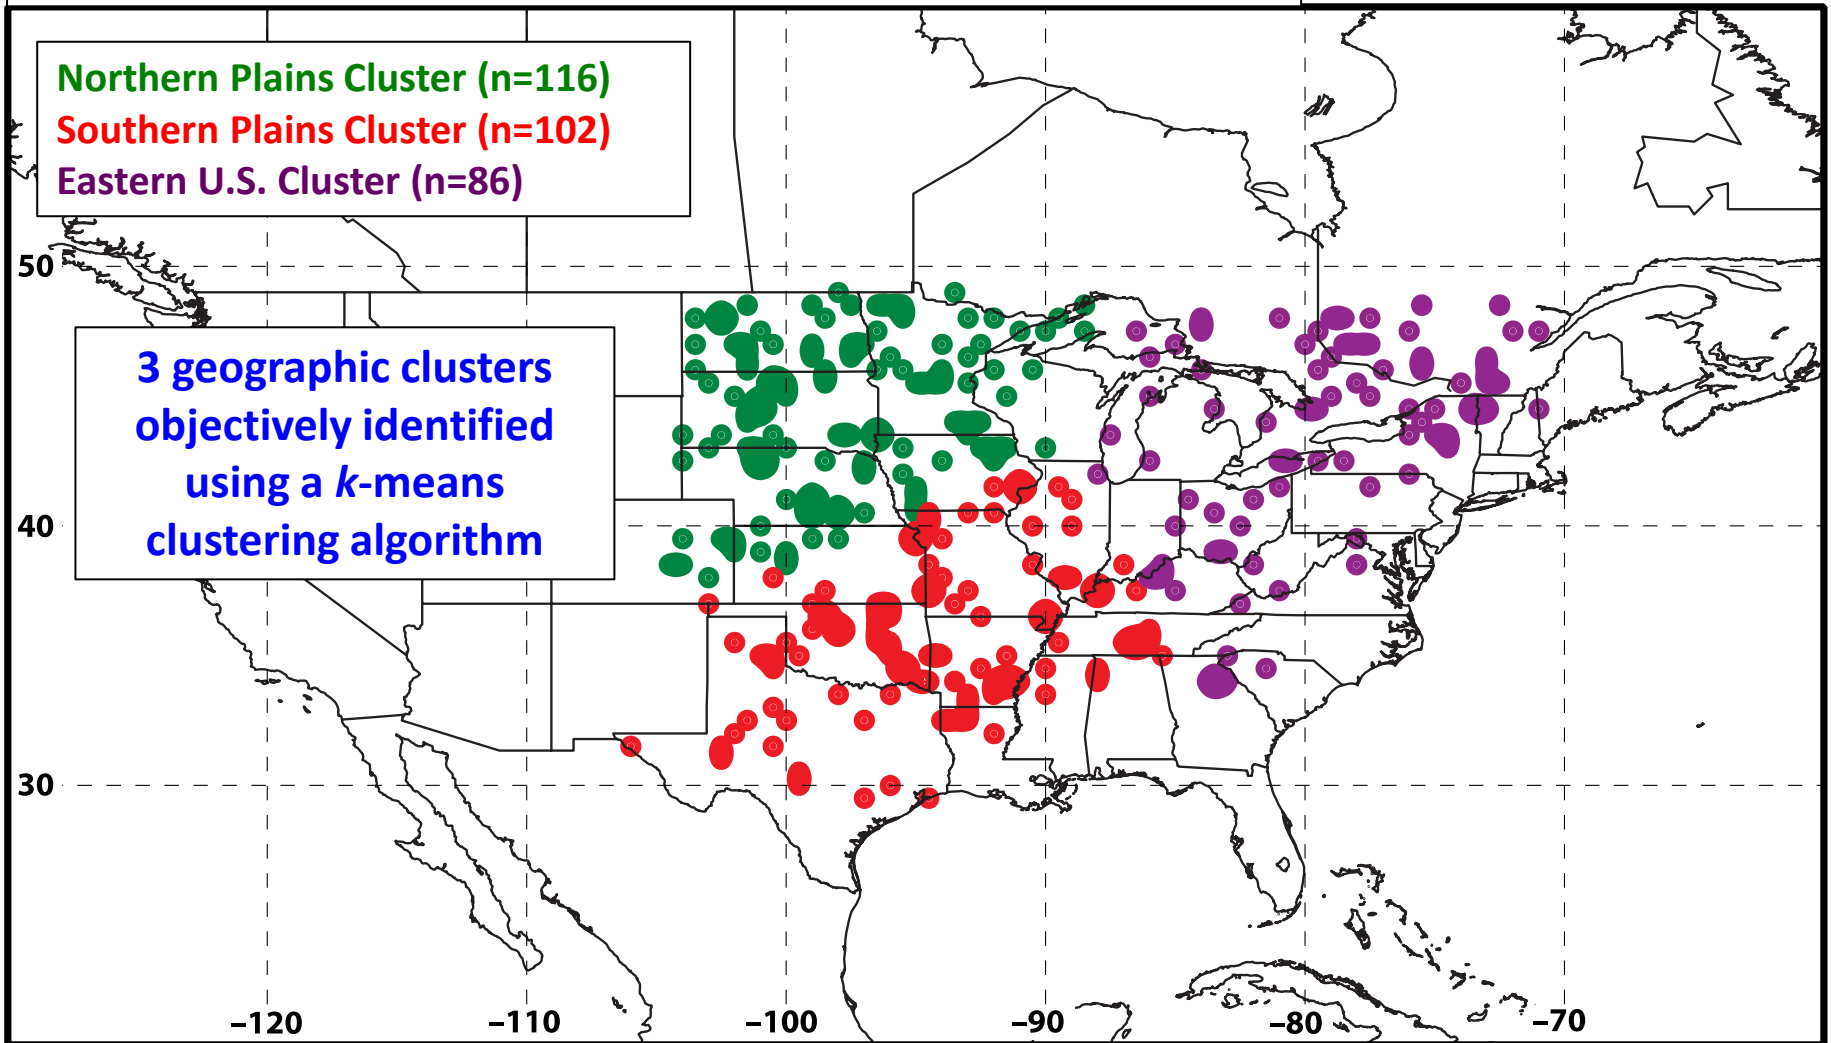 Northern Plains Cluster (n=116)
Southern Plains Cluster (n=102)
Eastern U.S. Cluster (n=86)
50
3 geographic clusters
objectively identified
using a k-means
clustering algorithm
40
30
−120 −110 −100 −90 −80 −70